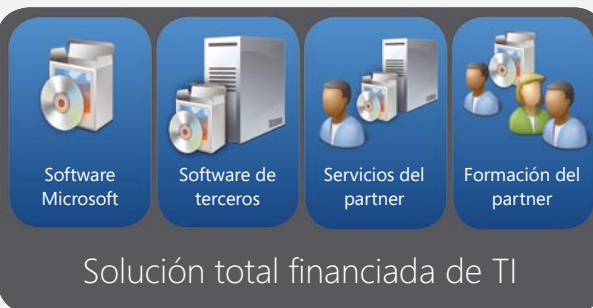 Software
Microsoft
Software de
terceros
Servicios del
partner
Formación del
partner
Solución total financiada de TI